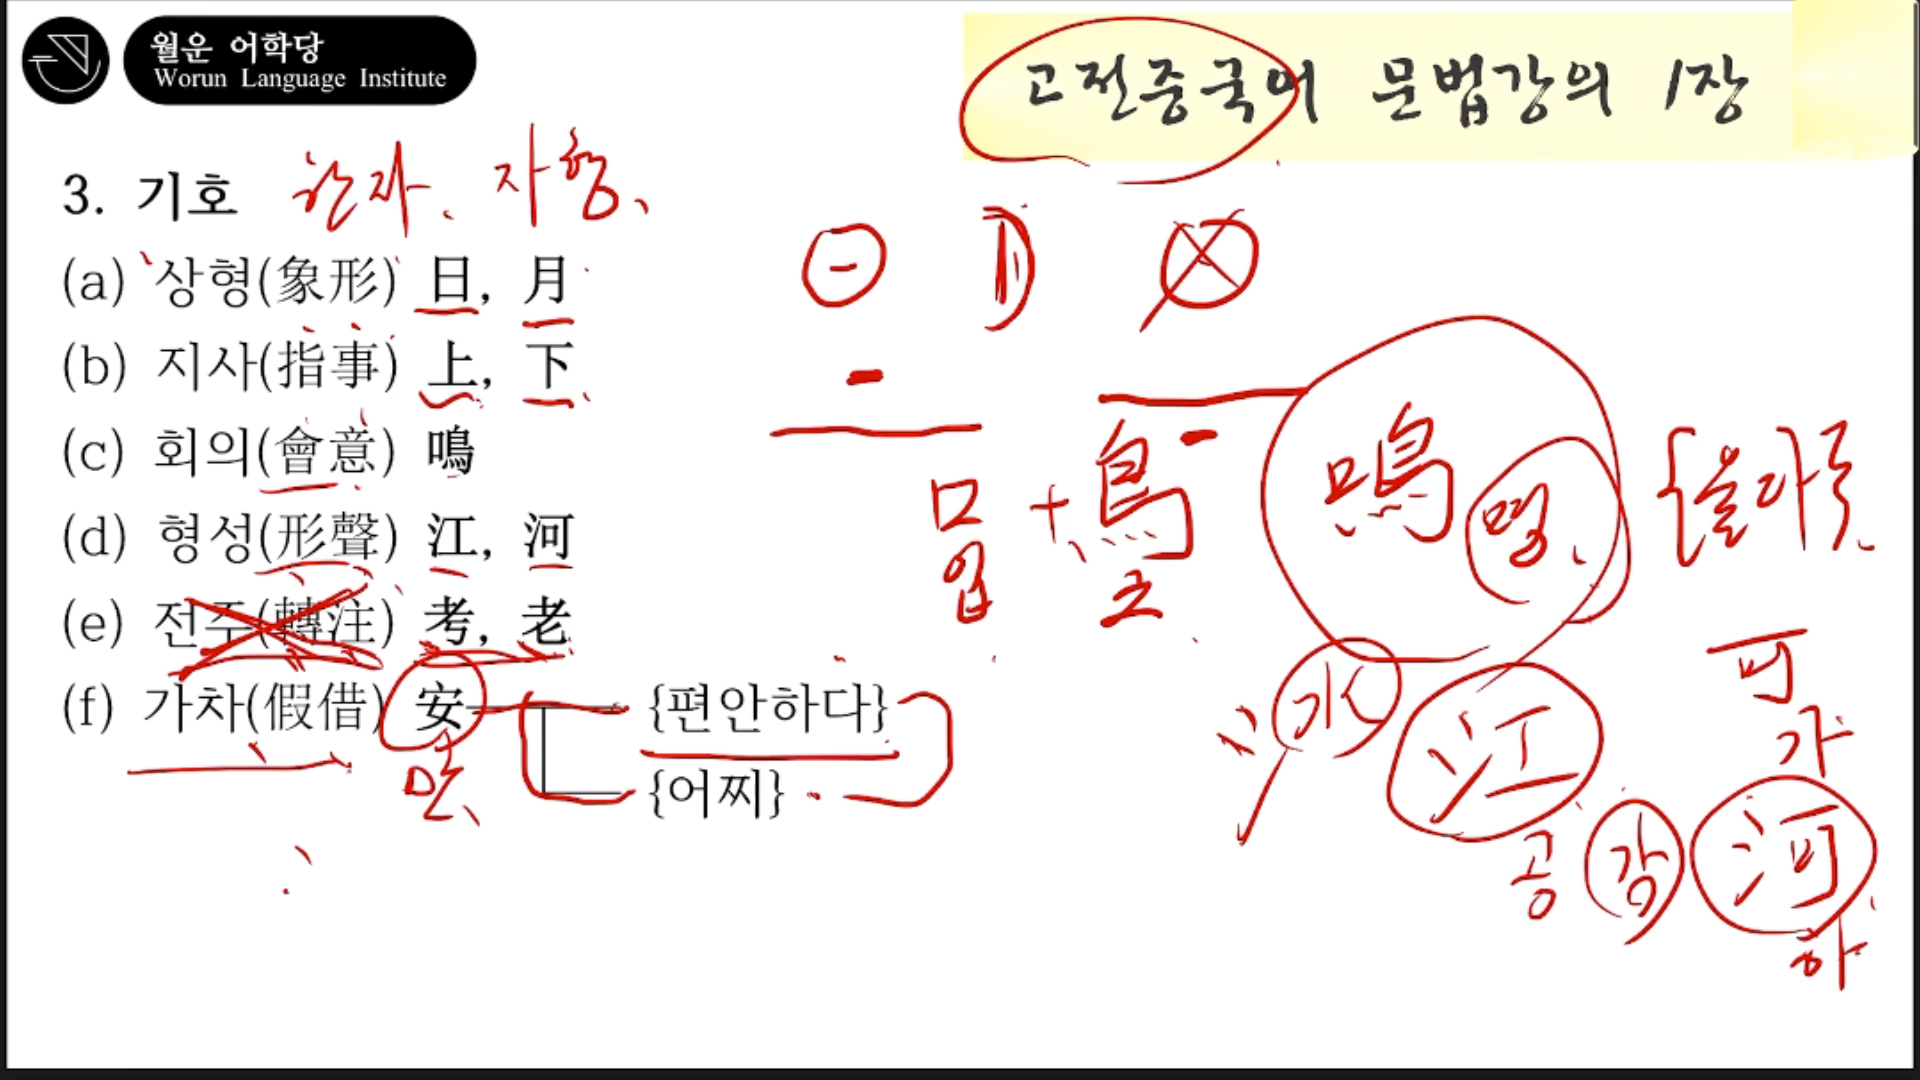 월운 어학당
Worun Language Institute
고전중국어 문법강의 1장
3. 기호 한자、자형、
(a) 상형(象形) 日, 月
(b) 지사(指事) 上, 下
(c) 회의(會意) 鳴
(d) 형성(形聲) 江, 河
(e) 전주(轉注) 考, 老
(f) 가차(假借) 安 {편안하다}
{어찌}
口 + 鳥 鳴 명 {울다}
입 조
水 江 可
가
공 강 河
하